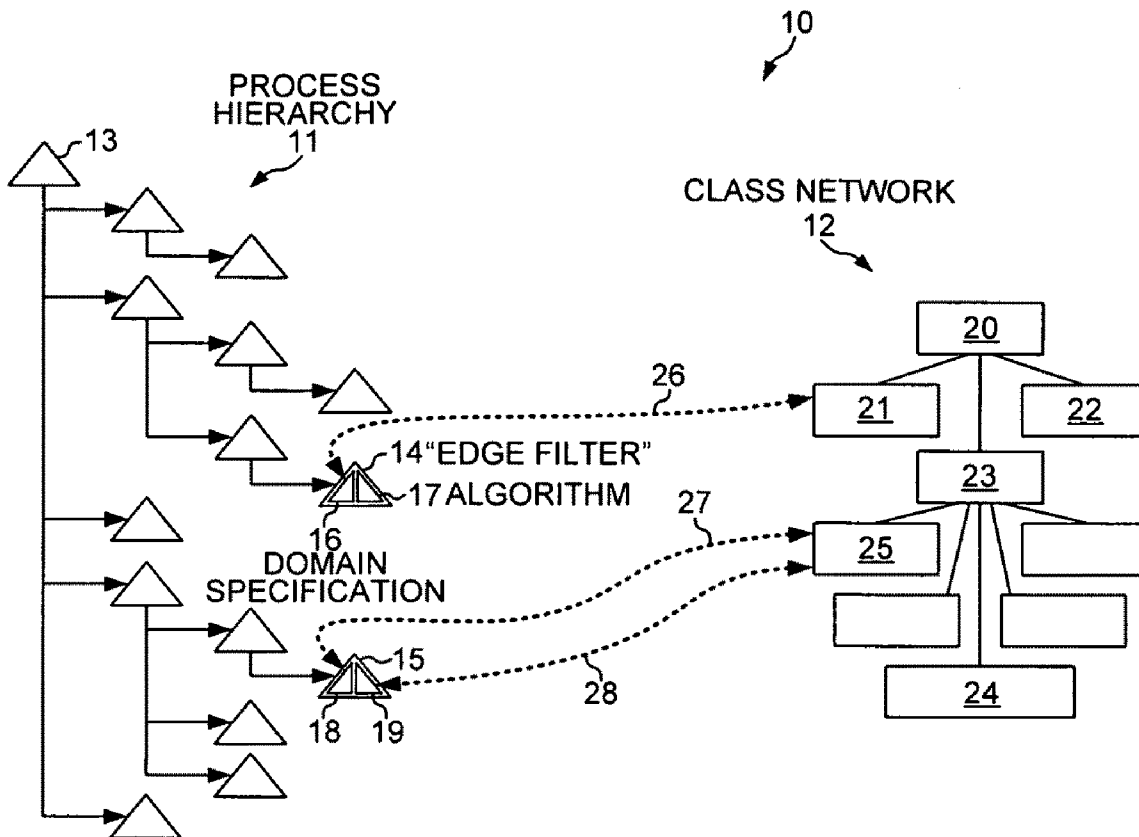 10
PROCESS
HIERARCHY
11
13
CLASS NETWORK
12
20
26
21
22
14 "EDGE FILTER"
23
17 ALGORITHM
16
27
DOMAIN
SPECIFICATION
25
15
28
24
18
19